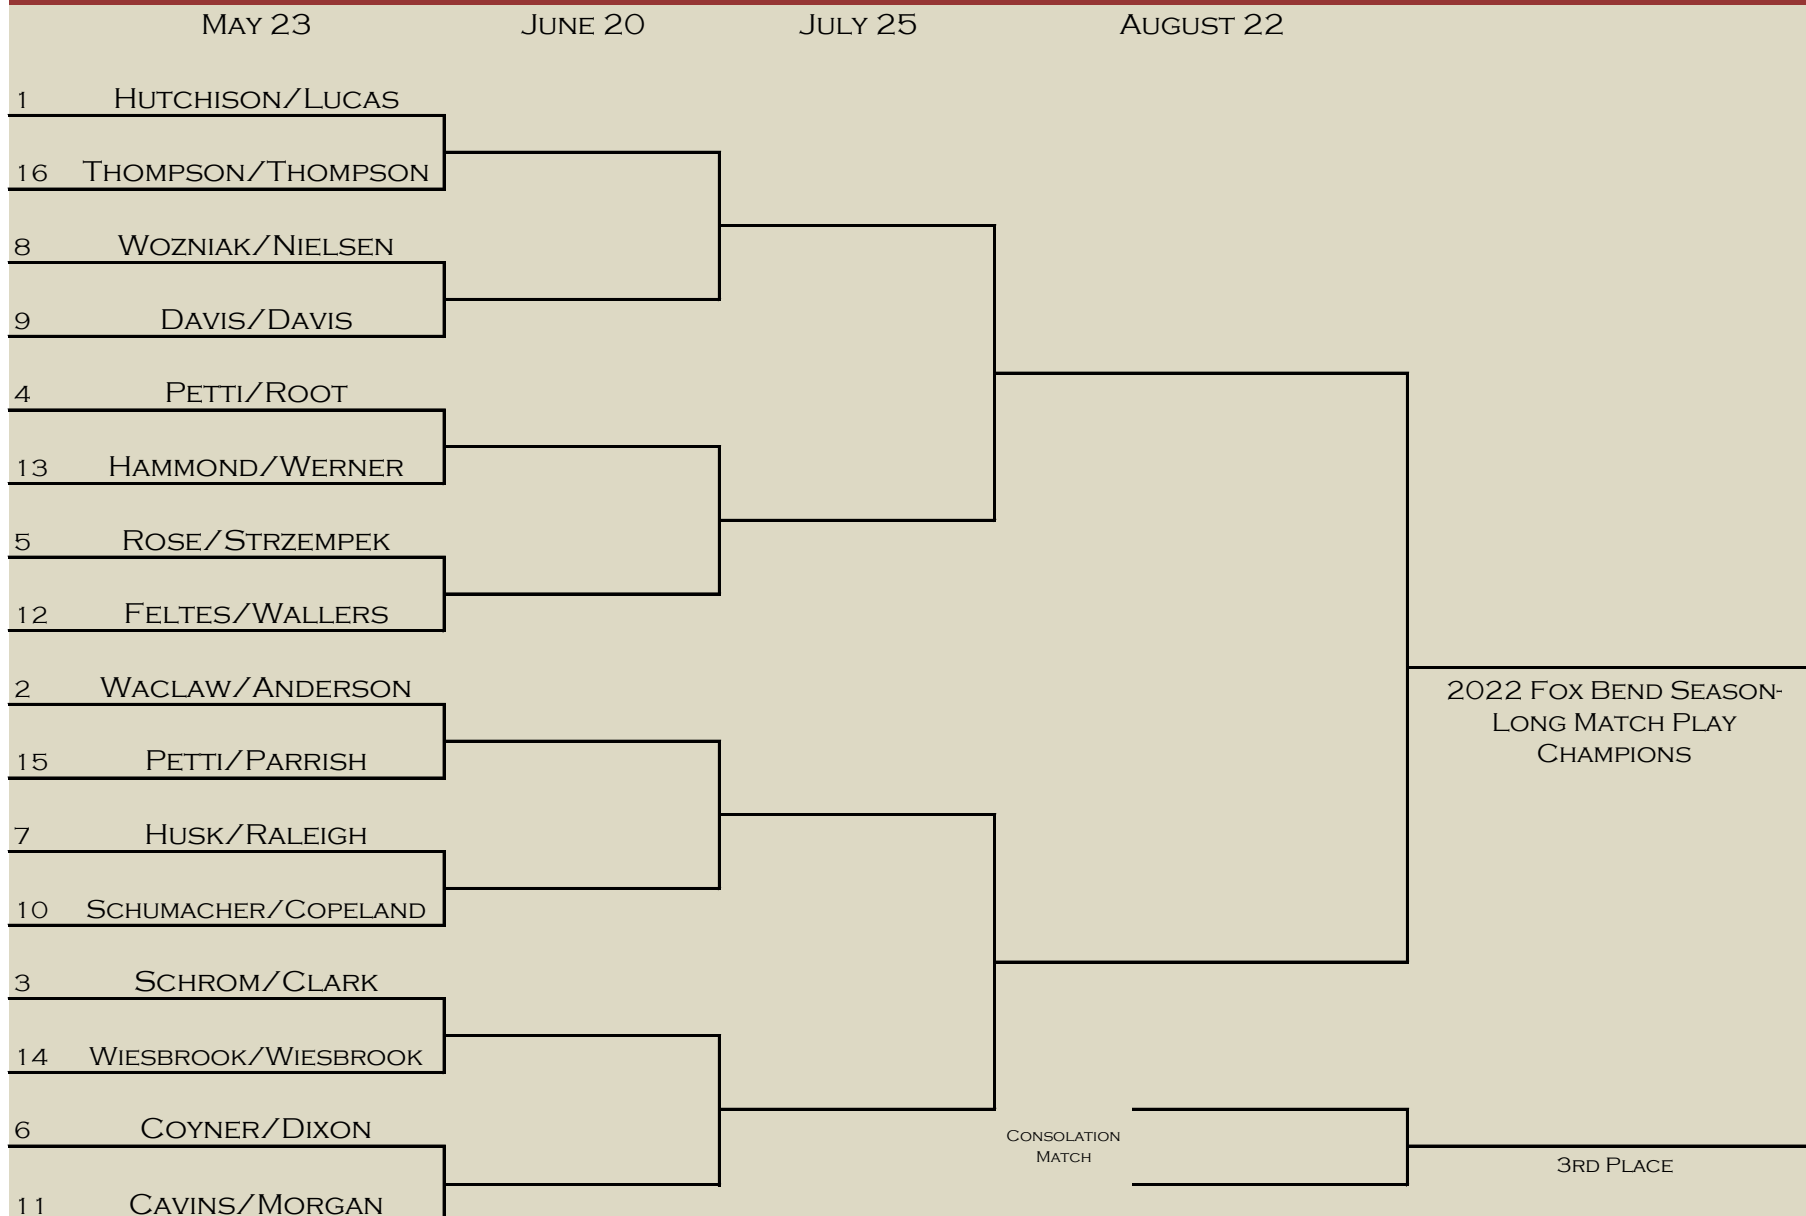 May 23 June 20 July 25 August 22
1 Hutchison/Lucas
16 Thompson/Thompson
8 Wozniak/Nielsen
9 Davis/Davis
4 Petti/Root
13 Hammond/Werner
5 Rose/Strzempek
12 Feltes/Wallers
2 Waclaw/Anderson
15 Petti/Parrish
7 Husk/Raleigh
10 Schumacher/Copeland
3 Schrom/Clark
14 Wiesbrook/Wiesbrook
6 Coyner/Dixon
11 Cavins/Morgan
2022 Fox Bend Season-
Long Match Play
Champions
Consolation
Match
3rd Place